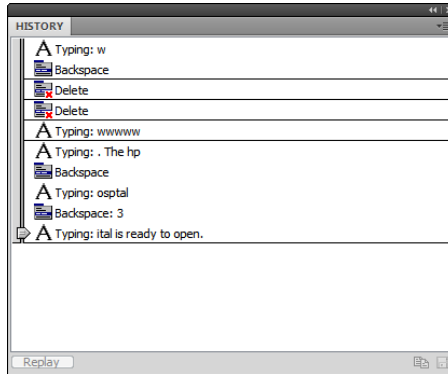 HISTORY
Typing: w
Backspace
Delete
Delete
Typing: wwwww
Typing: . The hp
Backspace
Typing: osptal
Backspace: 3
Typing: ital is ready to open.
Replay